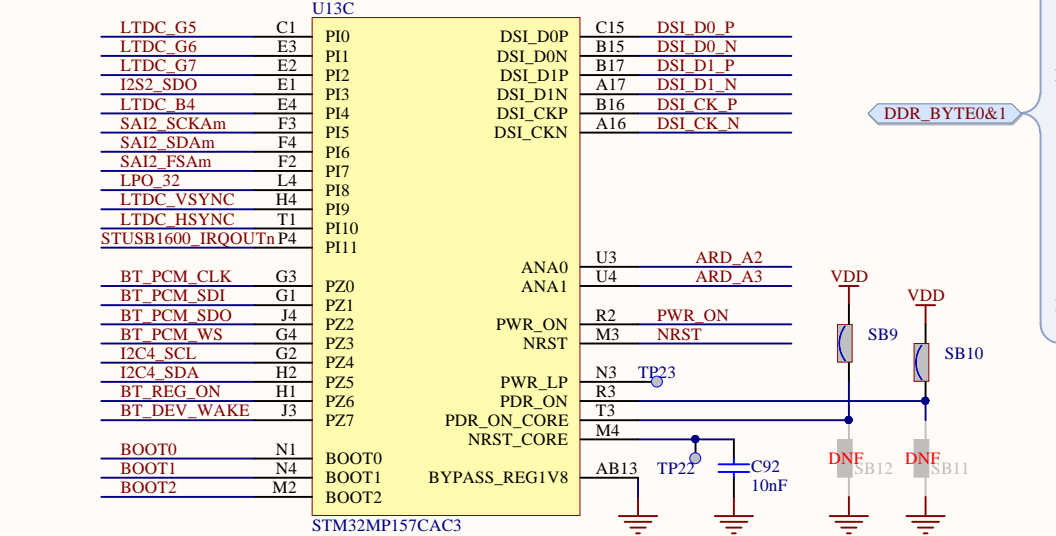 U13C
LTDC_G5 C1 PI0 DSI_D0P C15 DSI_D0_P
LTDC_G6 E3 PI1 DSI_D0N B15 DSI_D0_N
LTDC_G7 E2 PI2 DSI_D1P B17 DSI_D1_P
I2S2_SDO E1 PI3 DSI_D1N A17 DSI_D1_N
LTDC_B4 E4 PI4 DSI_CKP B16 DSI_CK_P
SAI2_SCKAm F3 PI5 DSI_CKN A16 DSI_CK_N
SAI2_SDAm F4 PI6
SAI2_FSAm F2 PI7
LPO_32 L4 PI8
LTDC_VSYNC H4 PI9
LTDC_HSYNC T1 PI10
STUSB1600_IRQOUTn P4 PI11
DDR_BYTE0&1
ANA0 U3 ARD_A2
BT_PCM_CLK G3 PZ0 ANA1 U4 ARD_A3
BT_PCM_SDI G1 PZ1
BT_PCM_SDO J4 PZ2 PWR_ON R2 PWR_ON
BT_PCM_WS G4 PZ3 NRST M3 NRST
I2C4_SCL G2 PZ4
I2C4_SDA H2 PZ5 PWR_LP N3 TP23
BT_REG_ON H1 PZ6 PDR_ON R3
BT_DEV_WAKE J3 PZ7 PDR_ON_CORE T3
NRST_CORE M4
BOOT0 N1 BOOT0
BOOT1 N4 BOOT1 BYPASS_REG1V8 AB13
BOOT2 M2 BOOT2
STM32MP157CAC3
VDD
VDD
SB9
SB10
TP22
C92
10nF
DNF SB12
DNF SB11